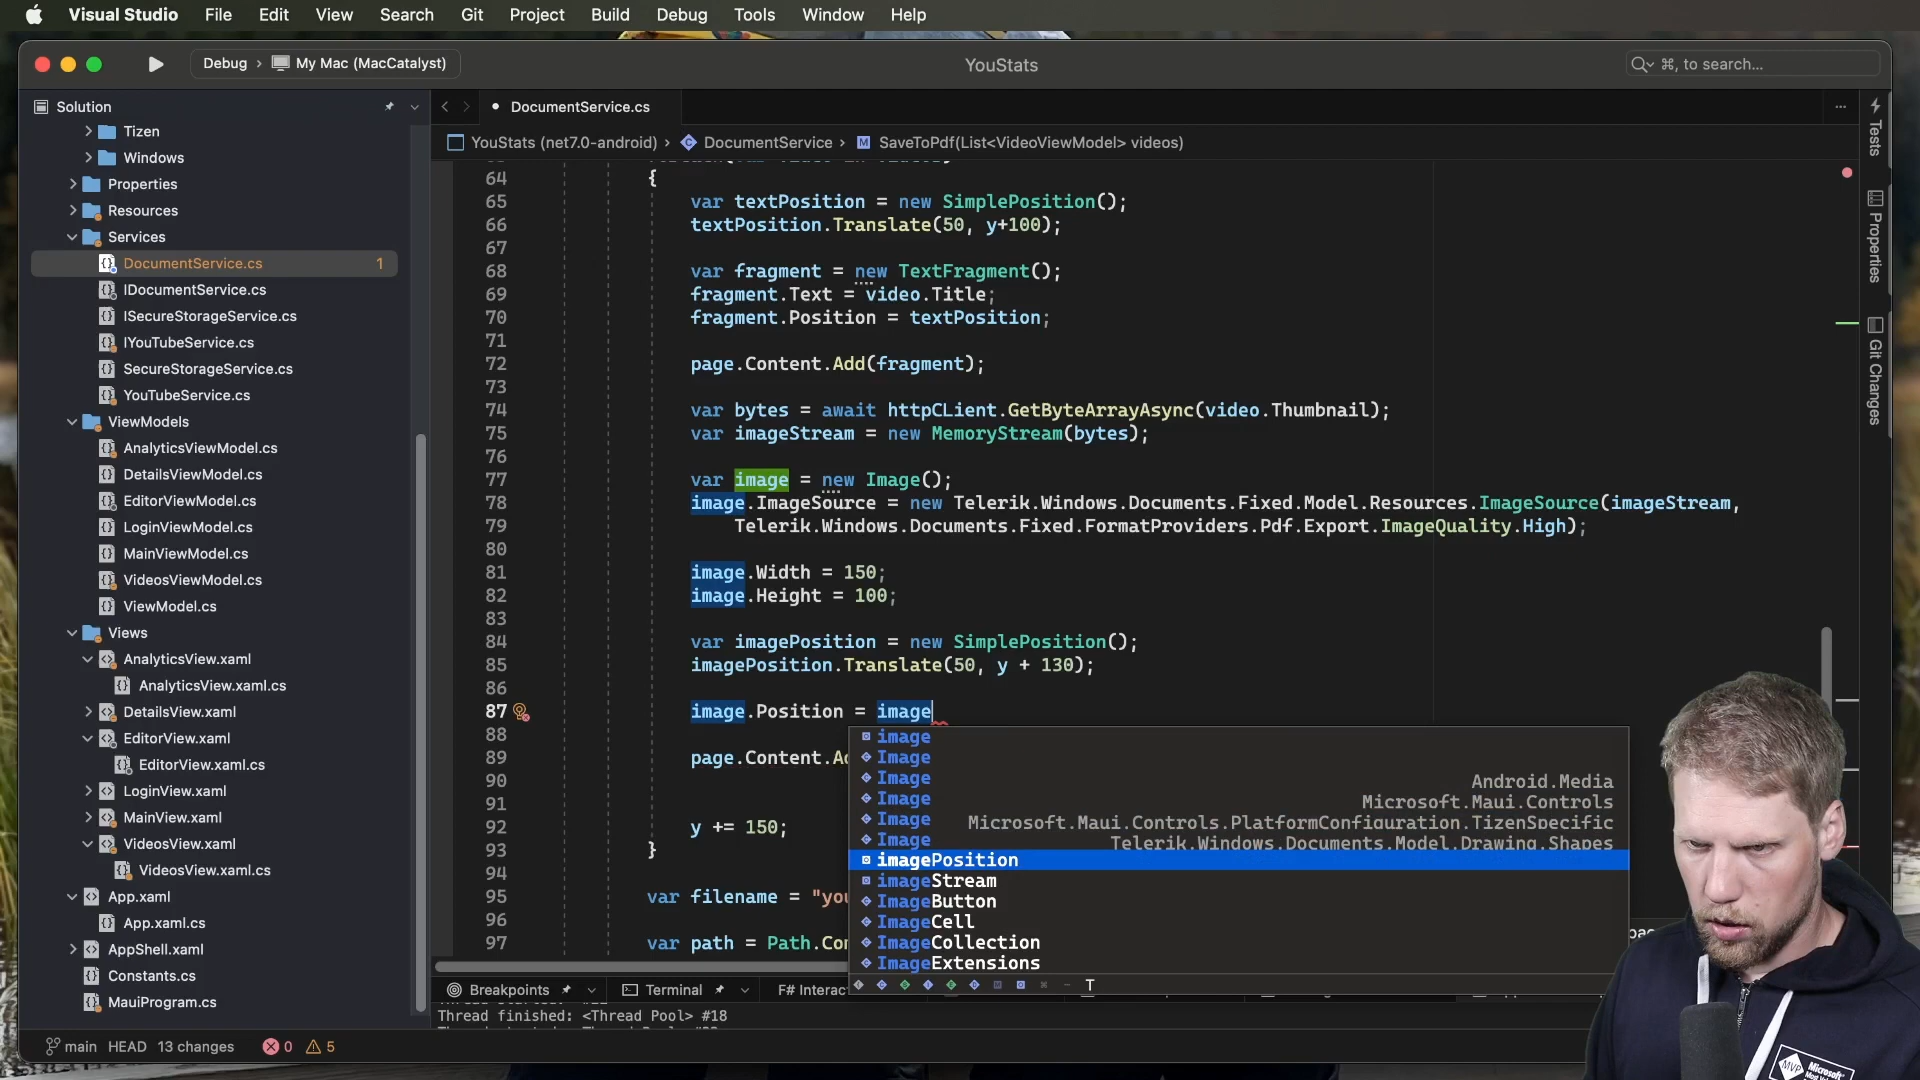 Visual Studio File Edit View Search Git Project Build Debug Tools Window Help
Debug › My Mac (MacCatalyst)
YouStats
⌘, to search...
Solution
Tizen
Windows
Properties
Resources
Services
DocumentService.cs 1
IDocumentService.cs
ISecureStorageService.cs
IYouTubeService.cs
SecureStorageService.cs
YouTubeService.cs
ViewModels
AnalyticsViewModel.cs
DetailsViewModel.cs
EditorViewModel.cs
LoginViewModel.cs
MainViewModel.cs
VideosViewModel.cs
ViewModel.cs
Views
AnalyticsView.xaml
AnalyticsView.xaml.cs
DetailsView.xaml
EditorView.xaml
EditorView.xaml.cs
LoginView.xaml
MainView.xaml
VideosView.xaml
VideosView.xaml.cs
App.xaml
App.xaml.cs
AppShell.xaml
Constants.cs
MauiProgram.cs
DocumentService.cs
YouStats (net7.0-android) › DocumentService › M SaveToPdf(List<VideoViewModel> videos)
64 {
65 var textPosition = new SimplePosition();
66 textPosition.Translate(50, y+100);
67
68 var fragment = new TextFragment();
69 fragment.Text = video.Title;
70 fragment.Position = textPosition;
71
72 page.Content.Add(fragment);
73
74 var bytes = await httpCLient.GetByteArrayAsync(video.Thumbnail);
75 var imageStream = new MemoryStream(bytes);
76
77 var image = new Image();
78 image.ImageSource = new Telerik.Windows.Documents.Fixed.Model.Resources.ImageSource(imageStream,
79 Telerik.Windows.Documents.Fixed.FormatProviders.Pdf.Export.ImageQuality.High);
80
81 image.Width = 150;
82 image.Height = 100;
83
84 var imagePosition = new SimplePosition();
85 imagePosition.Translate(50, y + 130);
86
87 image.Position = image
88
89 page.Content.Ad
90
91
92 y += 150;
93 }
94
95 var filename = "you
96
97 var path = Path.Com
image
Image
Image
Image Android.Media
Image Microsoft.Maui.Controls
Image Microsoft.Maui.Controls.PlatformConfiguration.TizenSpecific
Telerik.Windows.Documents.Model.Drawing.Shapes
imagePosition
imageStream
ImageButton
ImageCell
ImageCollection
ImageExtensions
T
Tests
Properties
Git Changes
Breakpoints
Terminal
F# Interac
Thread finished: <Thread Pool> #18
main HEAD 13 changes 0 5
MVP Microsoft